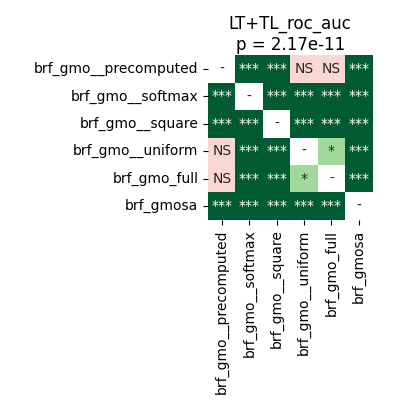 LT+TL_roc_auc
p = 2.17e-11
brf_gmo__precomputed - *** *** NS NS ***
brf_gmo__softmax *** - *** *** *** ***
brf_gmo__square *** *** - *** *** ***
brf_gmo__uniform NS *** *** - * ***
brf_gmo_full NS *** *** * - ***
brf_gmosa *** *** *** *** *** -
brf_gmo__precomputed
brf_gmo__softmax
brf_gmo__square
brf_gmo__uniform
brf_gmo_full
brf_gmosa